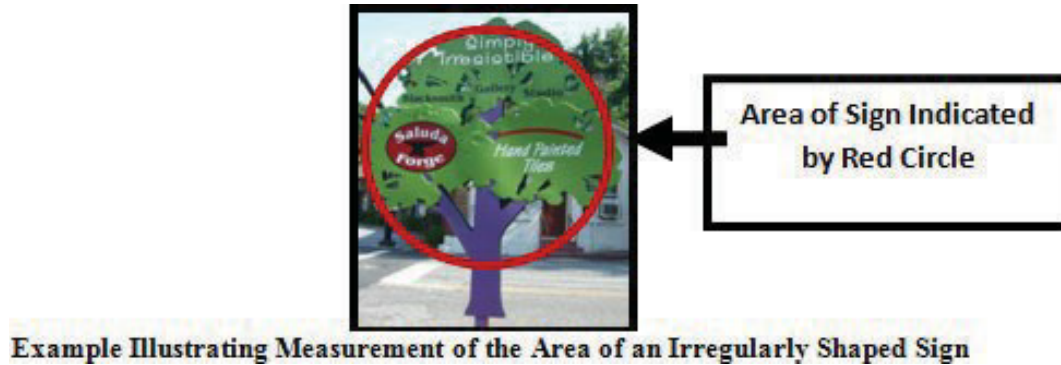 Simply
Irresistible
Blacksmith Gallery Studio
Saluda
Forge
Hand Painted
Tiles
Area of Sign Indicated
by Red Circle
Example Illustrating Measurement of the Area of an Irregularly Shaped Sign